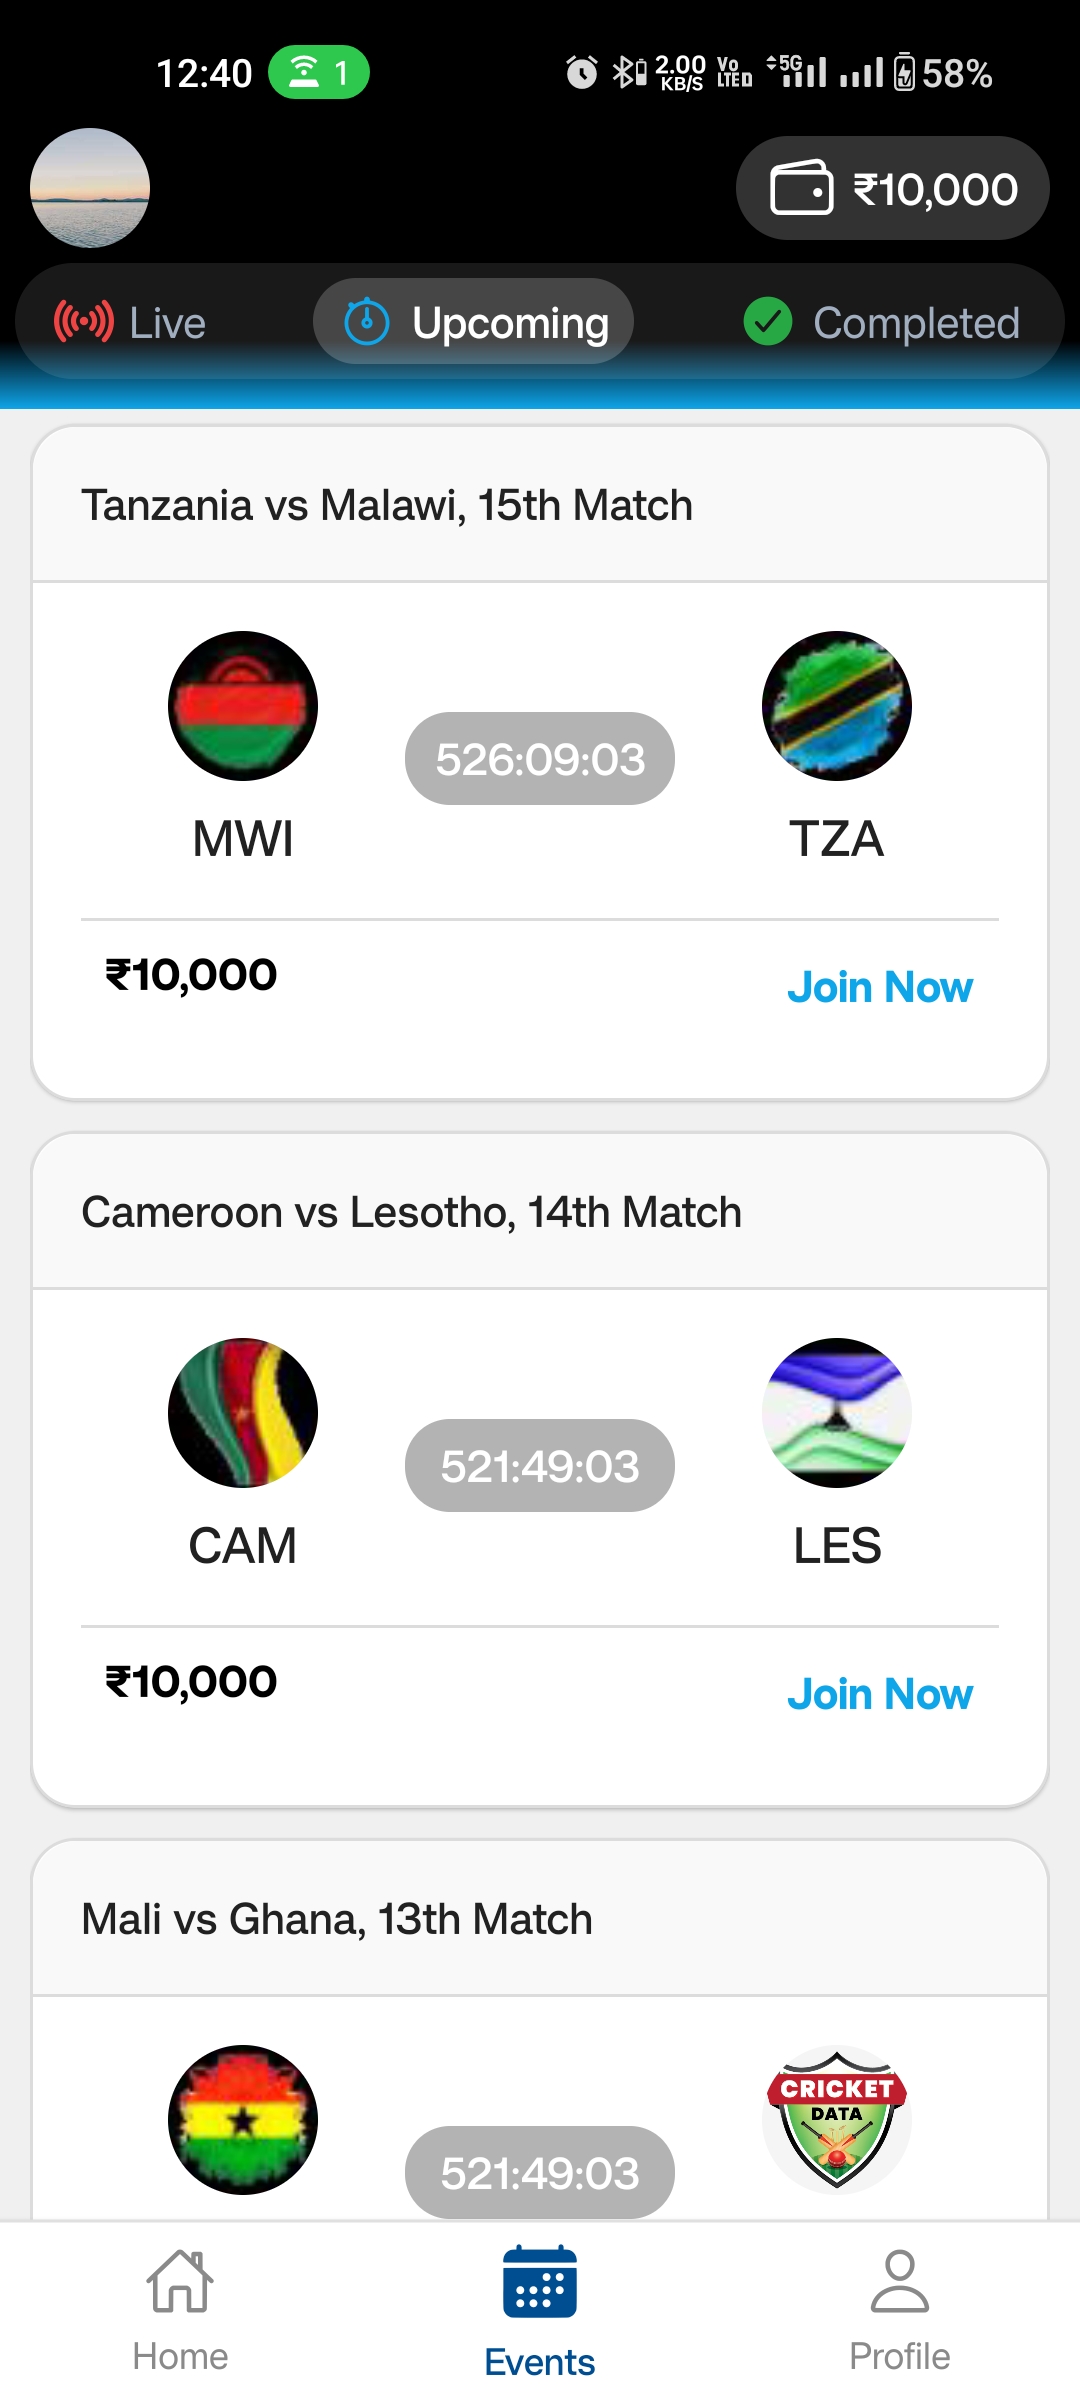 12:40
1
2.00
KB/S
Vo
LTE
5G
58%
₹10,000
Live
Upcoming
Completed
Tanzania vs Malawi, 15th Match
526:09:03
MWI
TZA
₹10,000
Join Now
Cameroon vs Lesotho, 14th Match
521:49:03
CAM
LES
₹10,000
Join Now
Mali vs Ghana, 13th Match
CRICKET
DATA
521:49:03
Home
Events
Profile